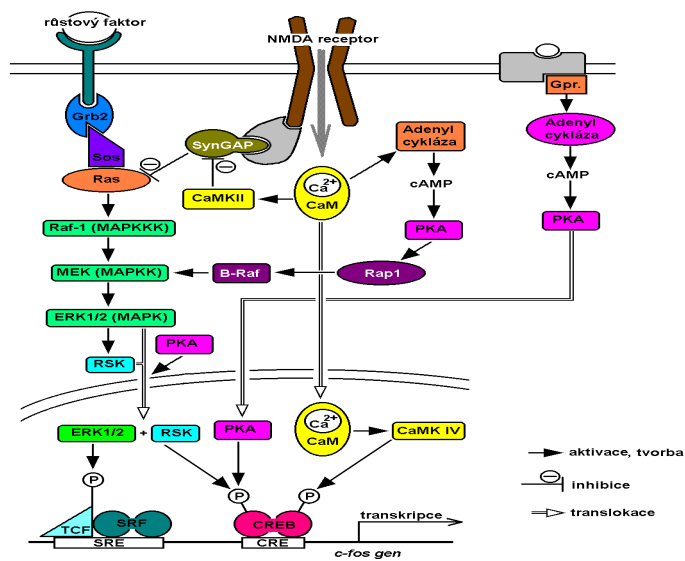 růstový faktor
NMDA receptor
Gpr.
Grb2
Adenyl
cykláza
Adenyl
cykláza
SynGAP
Sos
cAMP
cAMP
Ras
CaMKII
Ca2+
CaM
Raf-1 (MAPKKK)
PKA
PKA
MEK (MAPKK)
B-Raf
Rap1
ERK1/2 (MAPK)
PKA
RSK
ERK1/2 + RSK
PKA
Ca2+
CaM
CaMK IV
aktivace, tvorba
P
inhibice
P
P
translokace
TCF
SRF
CREB
transkripce
SRE
CRE
c-fos gen